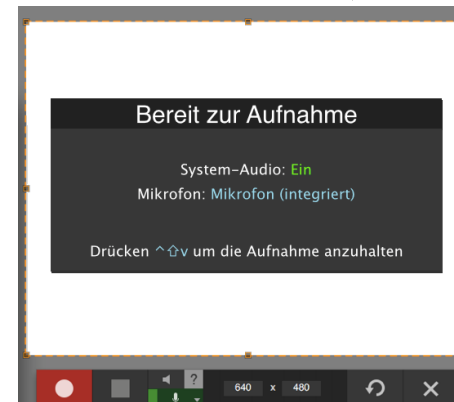 Bereit zur Aufnahme
System-Audio: Ein
Mikrofon: Mikrofon (integriert)
Drücken ^⇧v um die Aufnahme anzuhalten
?
640 x 480